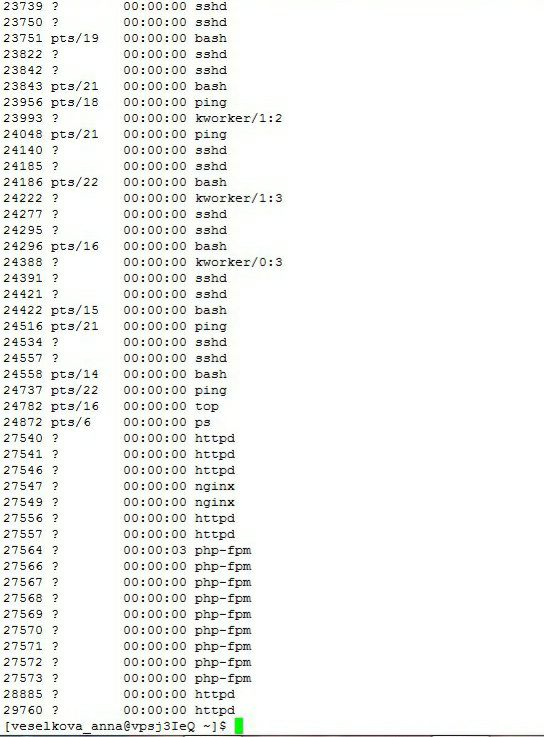 23739 ?        00:00:00 sshd
23750 ?        00:00:00 sshd
23751 pts/19   00:00:00 bash
23822 ?        00:00:00 sshd
23842 ?        00:00:00 sshd
23843 pts/21   00:00:00 bash
23956 pts/18   00:00:00 ping
23993 ?        00:00:00 kworker/1:2
24048 pts/21   00:00:00 ping
24140 ?        00:00:00 sshd
24185 ?        00:00:00 sshd
24186 pts/22   00:00:00 bash
24222 ?        00:00:00 kworker/1:3
24277 ?        00:00:00 sshd
24295 ?        00:00:00 sshd
24296 pts/16   00:00:00 bash
24388 ?        00:00:00 kworker/0:3
24391 ?        00:00:00 sshd
24421 ?        00:00:00 sshd
24422 pts/15   00:00:00 bash
24516 pts/21   00:00:00 ping
24534 ?        00:00:00 sshd
24557 ?        00:00:00 sshd
24558 pts/14   00:00:00 bash
24737 pts/22   00:00:00 ping
24782 pts/16   00:00:00 top
24872 pts/6    00:00:00 ps
27540 ?        00:00:00 httpd
27541 ?        00:00:00 httpd
27546 ?        00:00:00 httpd
27547 ?        00:00:00 nginx
27549 ?        00:00:00 nginx
27556 ?        00:00:00 httpd
27557 ?        00:00:00 httpd
27564 ?        00:00:03 php-fpm
27566 ?        00:00:00 php-fpm
27567 ?        00:00:00 php-fpm
27568 ?        00:00:00 php-fpm
27569 ?        00:00:00 php-fpm
27570 ?        00:00:00 php-fpm
27571 ?        00:00:00 php-fpm
27572 ?        00:00:00 php-fpm
27573 ?        00:00:00 php-fpm
28885 ?        00:00:00 httpd
29760 ?        00:00:00 httpd
[veselkova_anna@vpsj3IeQ ~]$